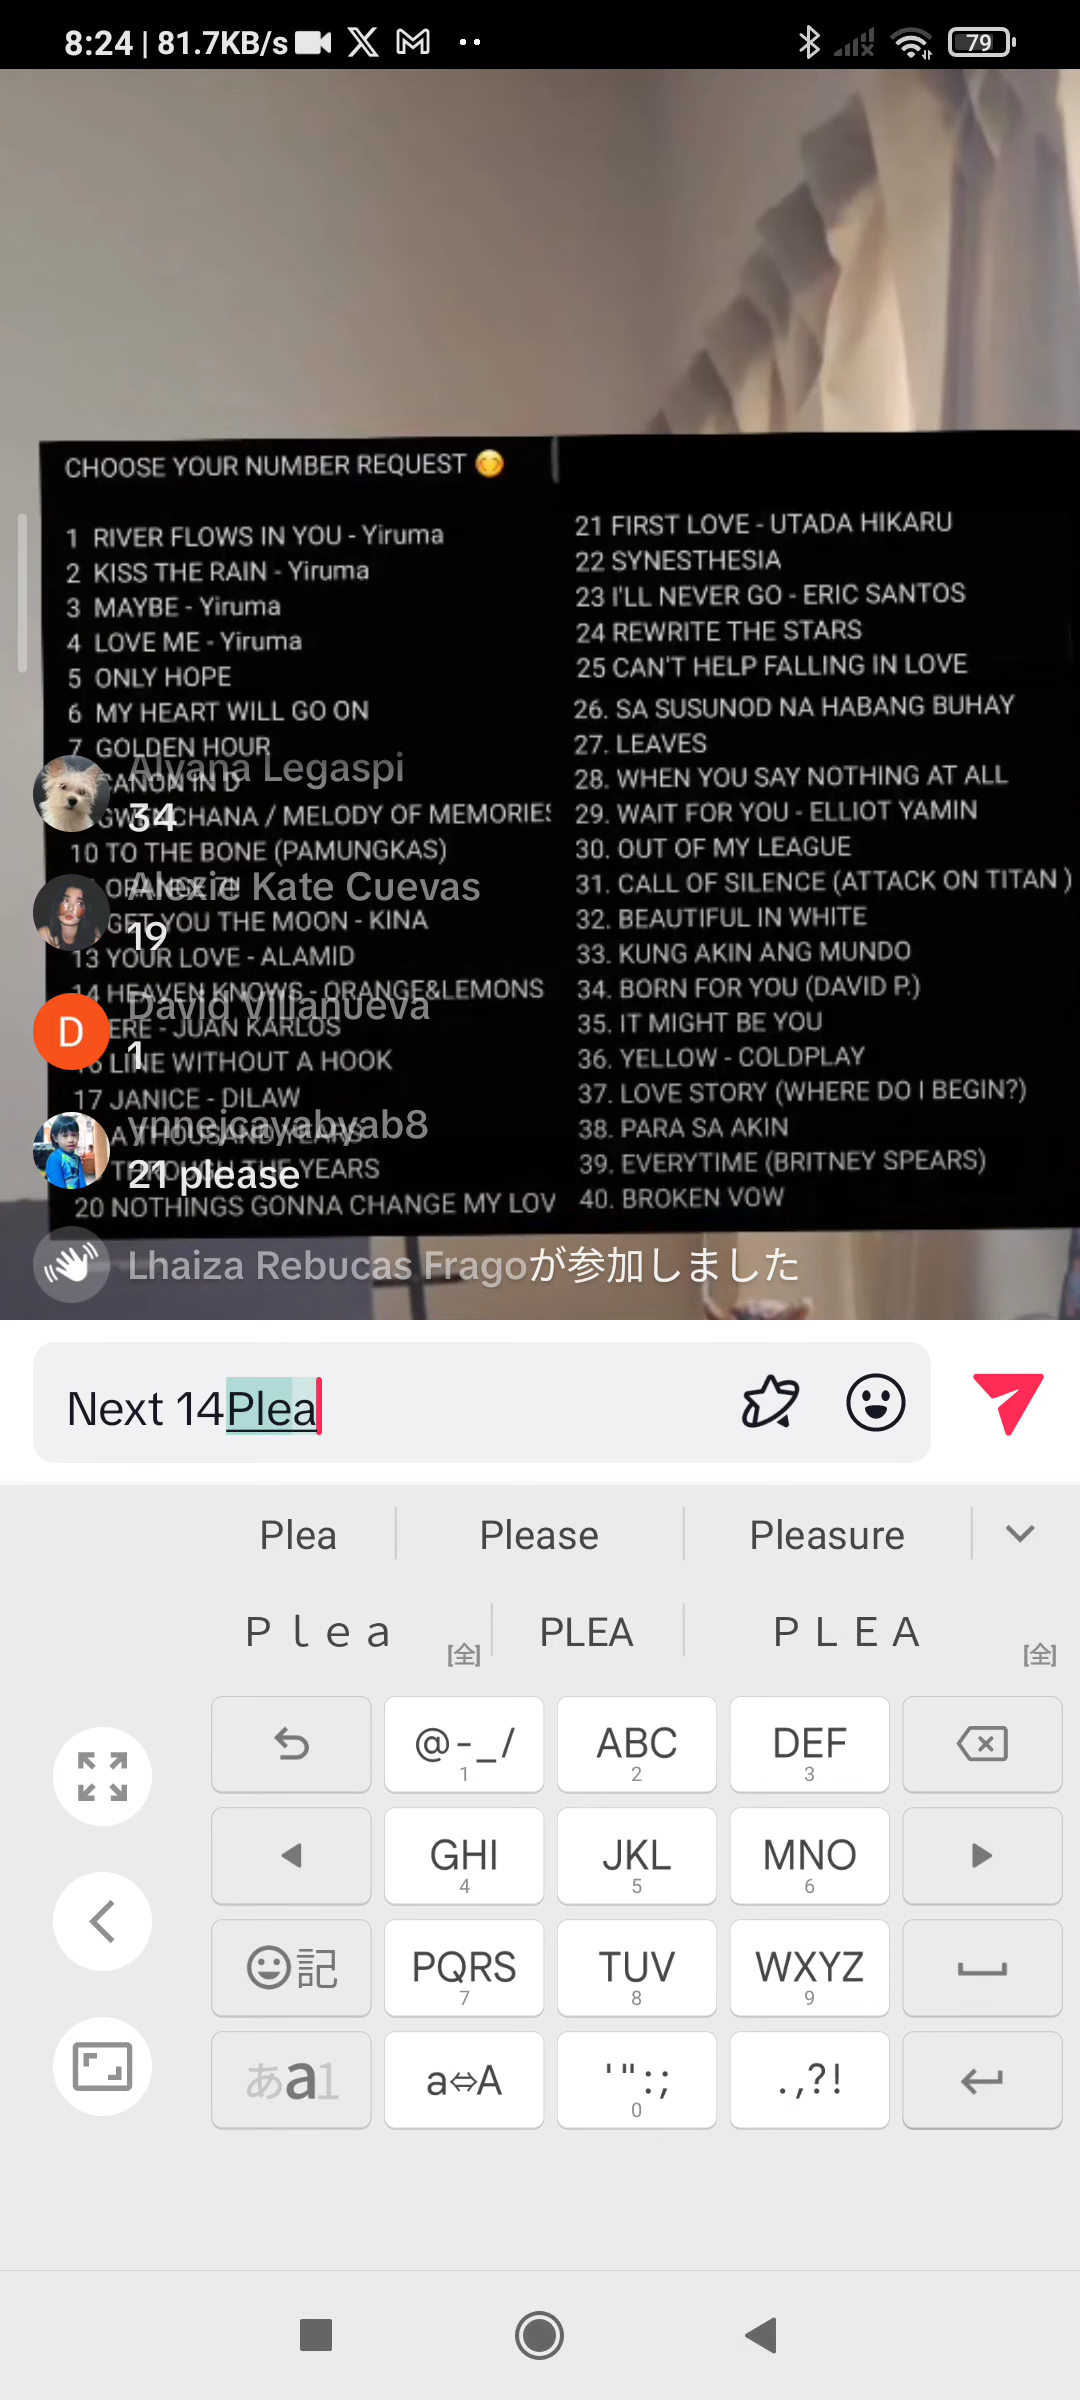 8:24 | 81.7KB/s
79
CHOOSE YOUR NUMBER REQUEST 😋
1 RIVER FLOWS IN YOU - Yiruma
2 KISS THE RAIN - Yiruma
3 MAYBE - Yiruma
4 LOVE ME - Yiruma
5 ONLY HOPE
6 MY HEART WILL GO ON
7 GOLDEN HOUR
CANON IN D
CHANA / MELODY OF MEMORIES
10 TO THE BONE (PAMUNGKAS)
ORANGE 7!!
GET YOU THE MOON - KINA
13 YOUR LOVE - ALAMID
14 HEAVEN KNOWS - ORANGE&LEMONS
ERE - JUAN KARLOS
16 LINE WITHOUT A HOOK
17 JANICE - DILAW
A THOUSAND YEARS
THROUGH THE YEARS
20 NOTHINGS GONNA CHANGE MY LOV
21 FIRST LOVE - UTADA HIKARU
22 SYNESTHESIA
23 I'LL NEVER GO - ERIC SANTOS
24 REWRITE THE STARS
25 CAN'T HELP FALLING IN LOVE
26. SA SUSUNOD NA HABANG BUHAY
27. LEAVES
28. WHEN YOU SAY NOTHING AT ALL
29. WAIT FOR YOU - ELLIOT YAMIN
30. OUT OF MY LEAGUE
31. CALL OF SILENCE (ATTACK ON TITAN )
32. BEAUTIFUL IN WHITE
33. KUNG AKIN ANG MUNDO
34. BORN FOR YOU (DAVID P.)
35. IT MIGHT BE YOU
36. YELLOW - COLDPLAY
37. LOVE STORY (WHERE DO I BEGIN?)
38. PARA SA AKIN
39. EVERYTIME (BRITNEY SPEARS)
40. BROKEN VOW
Alyana Legaspi
34
Alexie Kate Cuevas
19
D
David Villanueva
1
ynnejcayabyab8
21 please
Lhaiza Rebucas Fragoが参加しました
Next 14Plea
Plea Please Pleasure
Ｐｌｅａ [全] PLEA ＰＬＥＡ [全]
@-_/ 1 ABC 2 DEF 3
GHI 4 JKL 5 MNO 6
記 PQRS 7 TUV 8 WXYZ 9
あa1 a⇔A '":; 0 .,?!